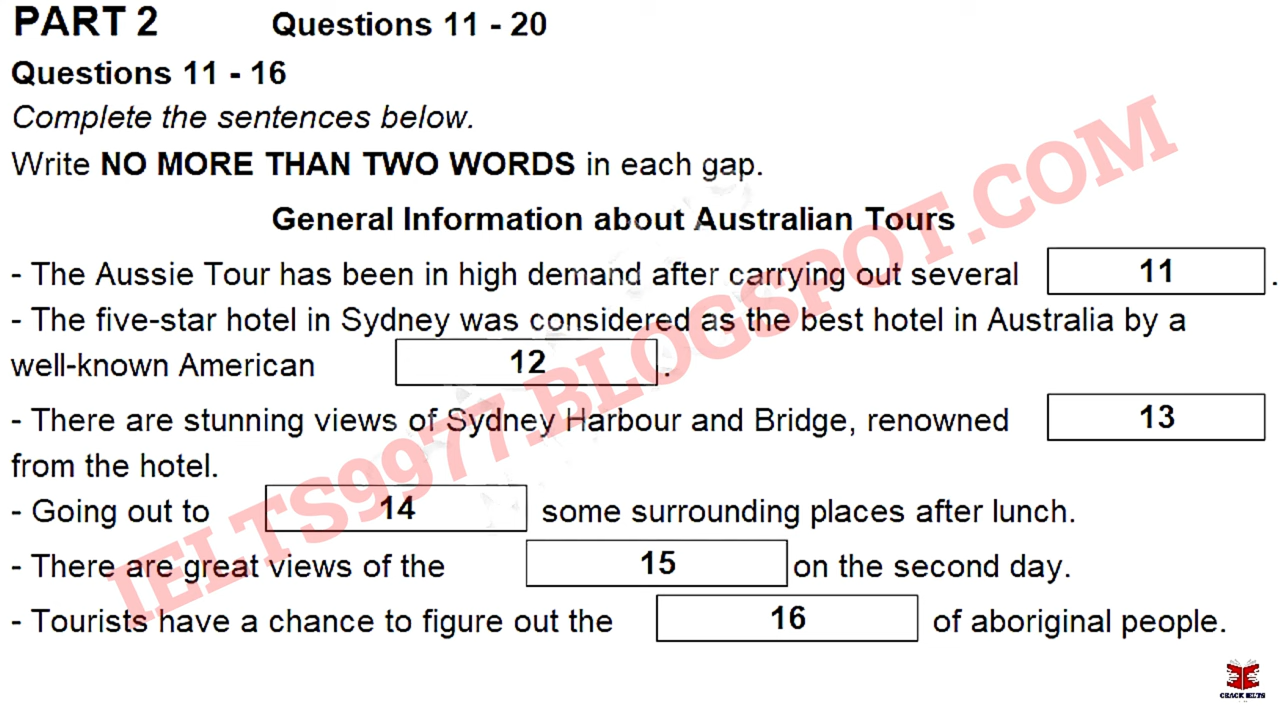 PART 2 Questions 11 - 20
Questions 11 - 16
Complete the sentences below.
Write NO MORE THAN TWO WORDS in each gap.
General Information about Australian Tours
- The Aussie Tour has been in high demand after carrying out several 11 .
- The five-star hotel in Sydney was considered as the best hotel in Australia by a
well-known American 12 .
- There are stunning views of Sydney Harbour and Bridge, renowned 13
from the hotel.
- Going out to 14 some surrounding places after lunch.
- There are great views of the 15 on the second day.
- Tourists have a chance to figure out the 16 of aboriginal people.
IELTS9977.BLOGSPOT.COM
CRACK IELTS